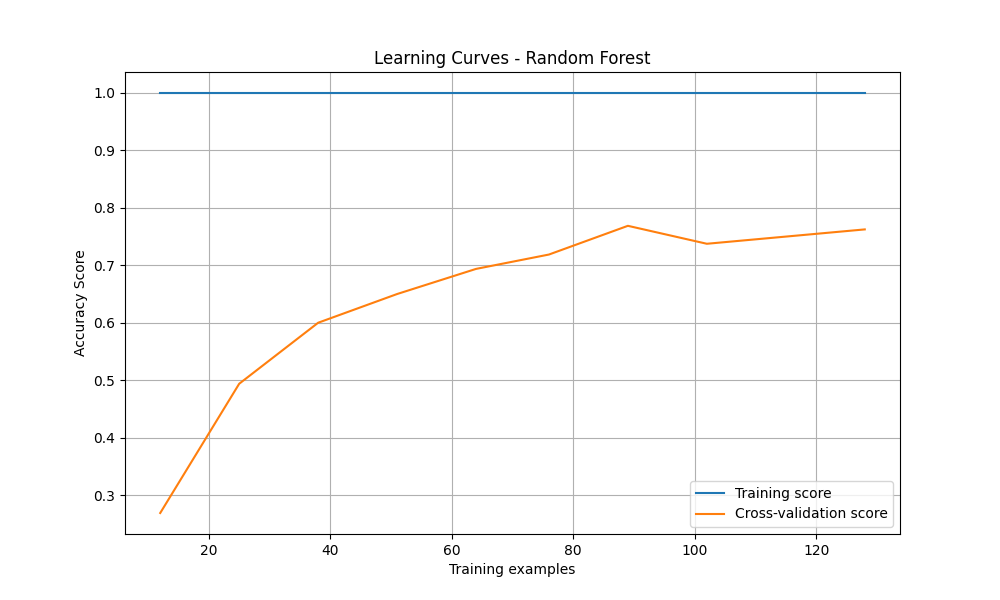 Learning Curves - Random Forest
1.0
0.9
0.8
0.7
0.6
0.5
0.4
0.3
Accuracy Score
20 40 60 80 100 120
Training examples
Training score
Cross-validation score